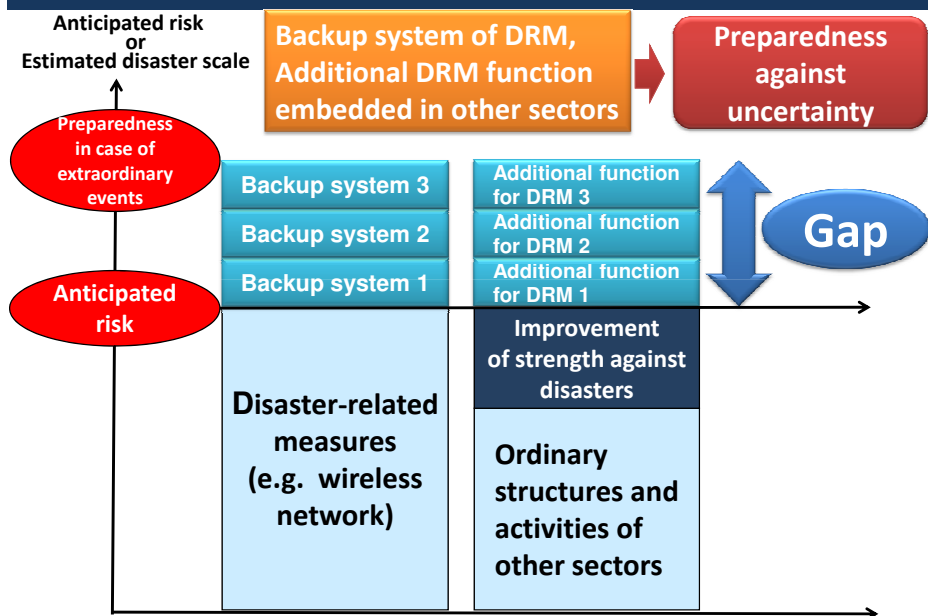 Anticipated risk
or
Estimated disaster scale
Backup system of DRM,
Additional DRM function
embedded in other sectors
Preparedness
against
uncertainty
Preparedness
in case of
extraordinary
events
Backup system 3
Backup system 2
Backup system 1
Additional function
for DRM 3
Additional function
for DRM 2
Additional function
for DRM 1
Gap
Anticipated
risk
Improvement
of strength against
disasters
Disaster-related
measures
(e.g. wireless
network)
Ordinary
structures and
activities of
other sectors